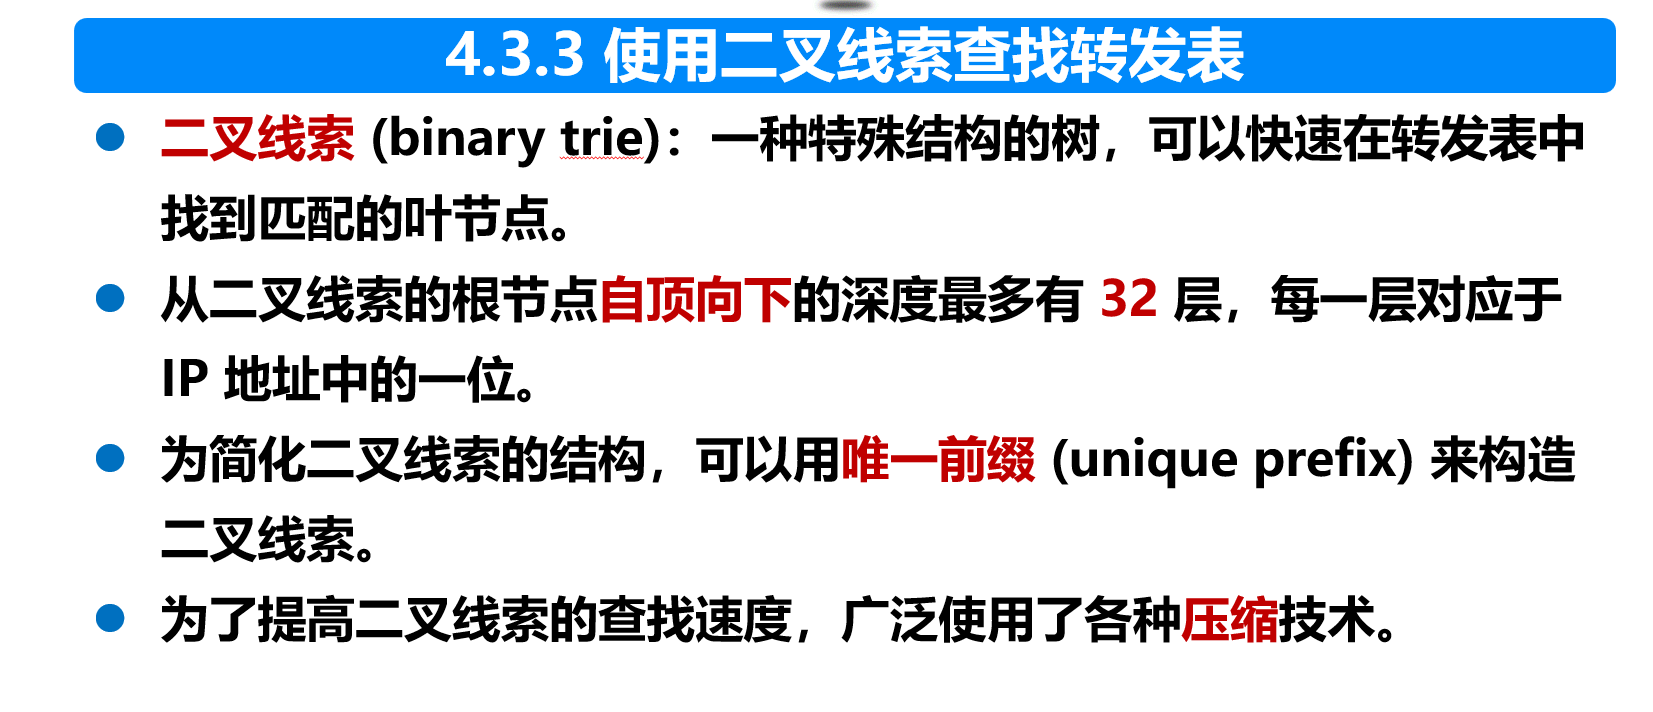 4.3.3 使用二叉线索查找转发表
二叉线索 (binary trie)：一种特殊结构的树，可以快速在转发表中
找到匹配的叶节点。
从二叉线索的根节点自顶向下的深度最多有 32 层，每一层对应于
IP 地址中的一位。
为简化二叉线索的结构，可以用唯一前缀 (unique prefix) 来构造
二叉线索。
为了提高二叉线索的查找速度，广泛使用了各种压缩技术。